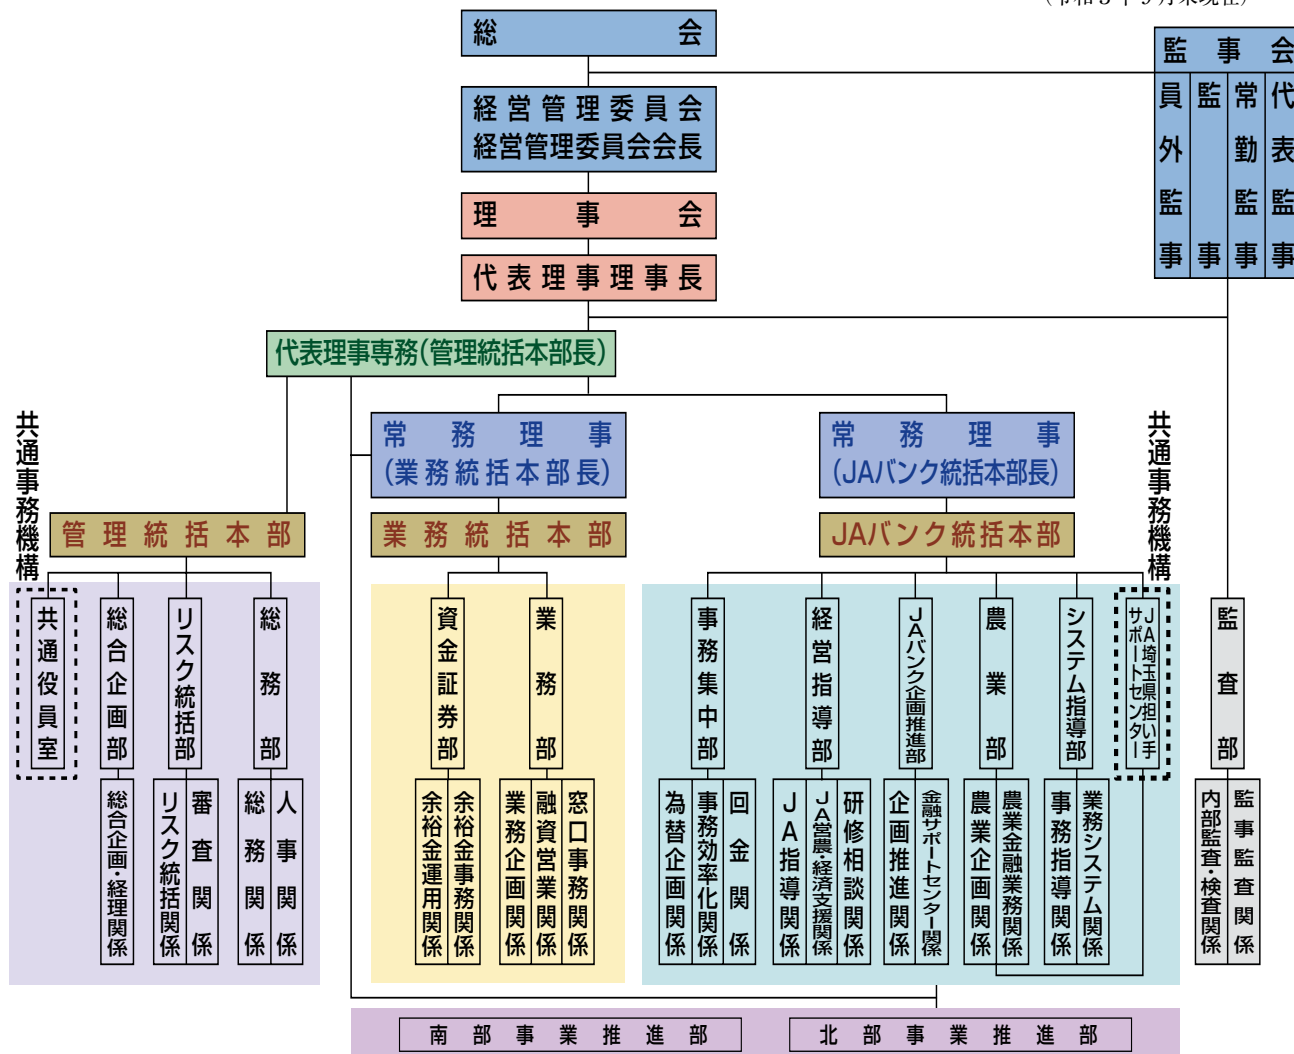 総会
経営管理委員会
経営管理委員会会長
理事会
代表理事理事長
監事会
代表監事
常勤監事
監事
員外監事
代表理事専務(管理統括本部長)
常務理事
(業務統括本部長)
常務理事
(JAバンク統括本部長)
共通事務機構
管理統括本部
業務統括本部
JAバンク統括本部
共通事務機構
共通役員室
総合企画部
リスク統括部
総務部
資金証券部
業務部
事務集中部
経営指導部
JAバンク企画推進部
農業部
システム指導部
JA埼玉県担い手
サポートセンター
監査部
総合企画・経理関係
審査関係
リスク統括関係
人事関係
総務関係
余裕金事務関係
余裕金運用関係
窓口事務関係
融資営業関係
業務企画関係
回金関係
事務効率化関係
為替企画関係
研修相談関係
JA営農・経済支援関係
JA指導関係
金融サポートセンター関係
企画推進関係
農業金融業務関係
農業企画関係
業務システム関係
事務指導関係
監事監査関係
内部監査・検査関係
南部事業推進部
北部事業推進部